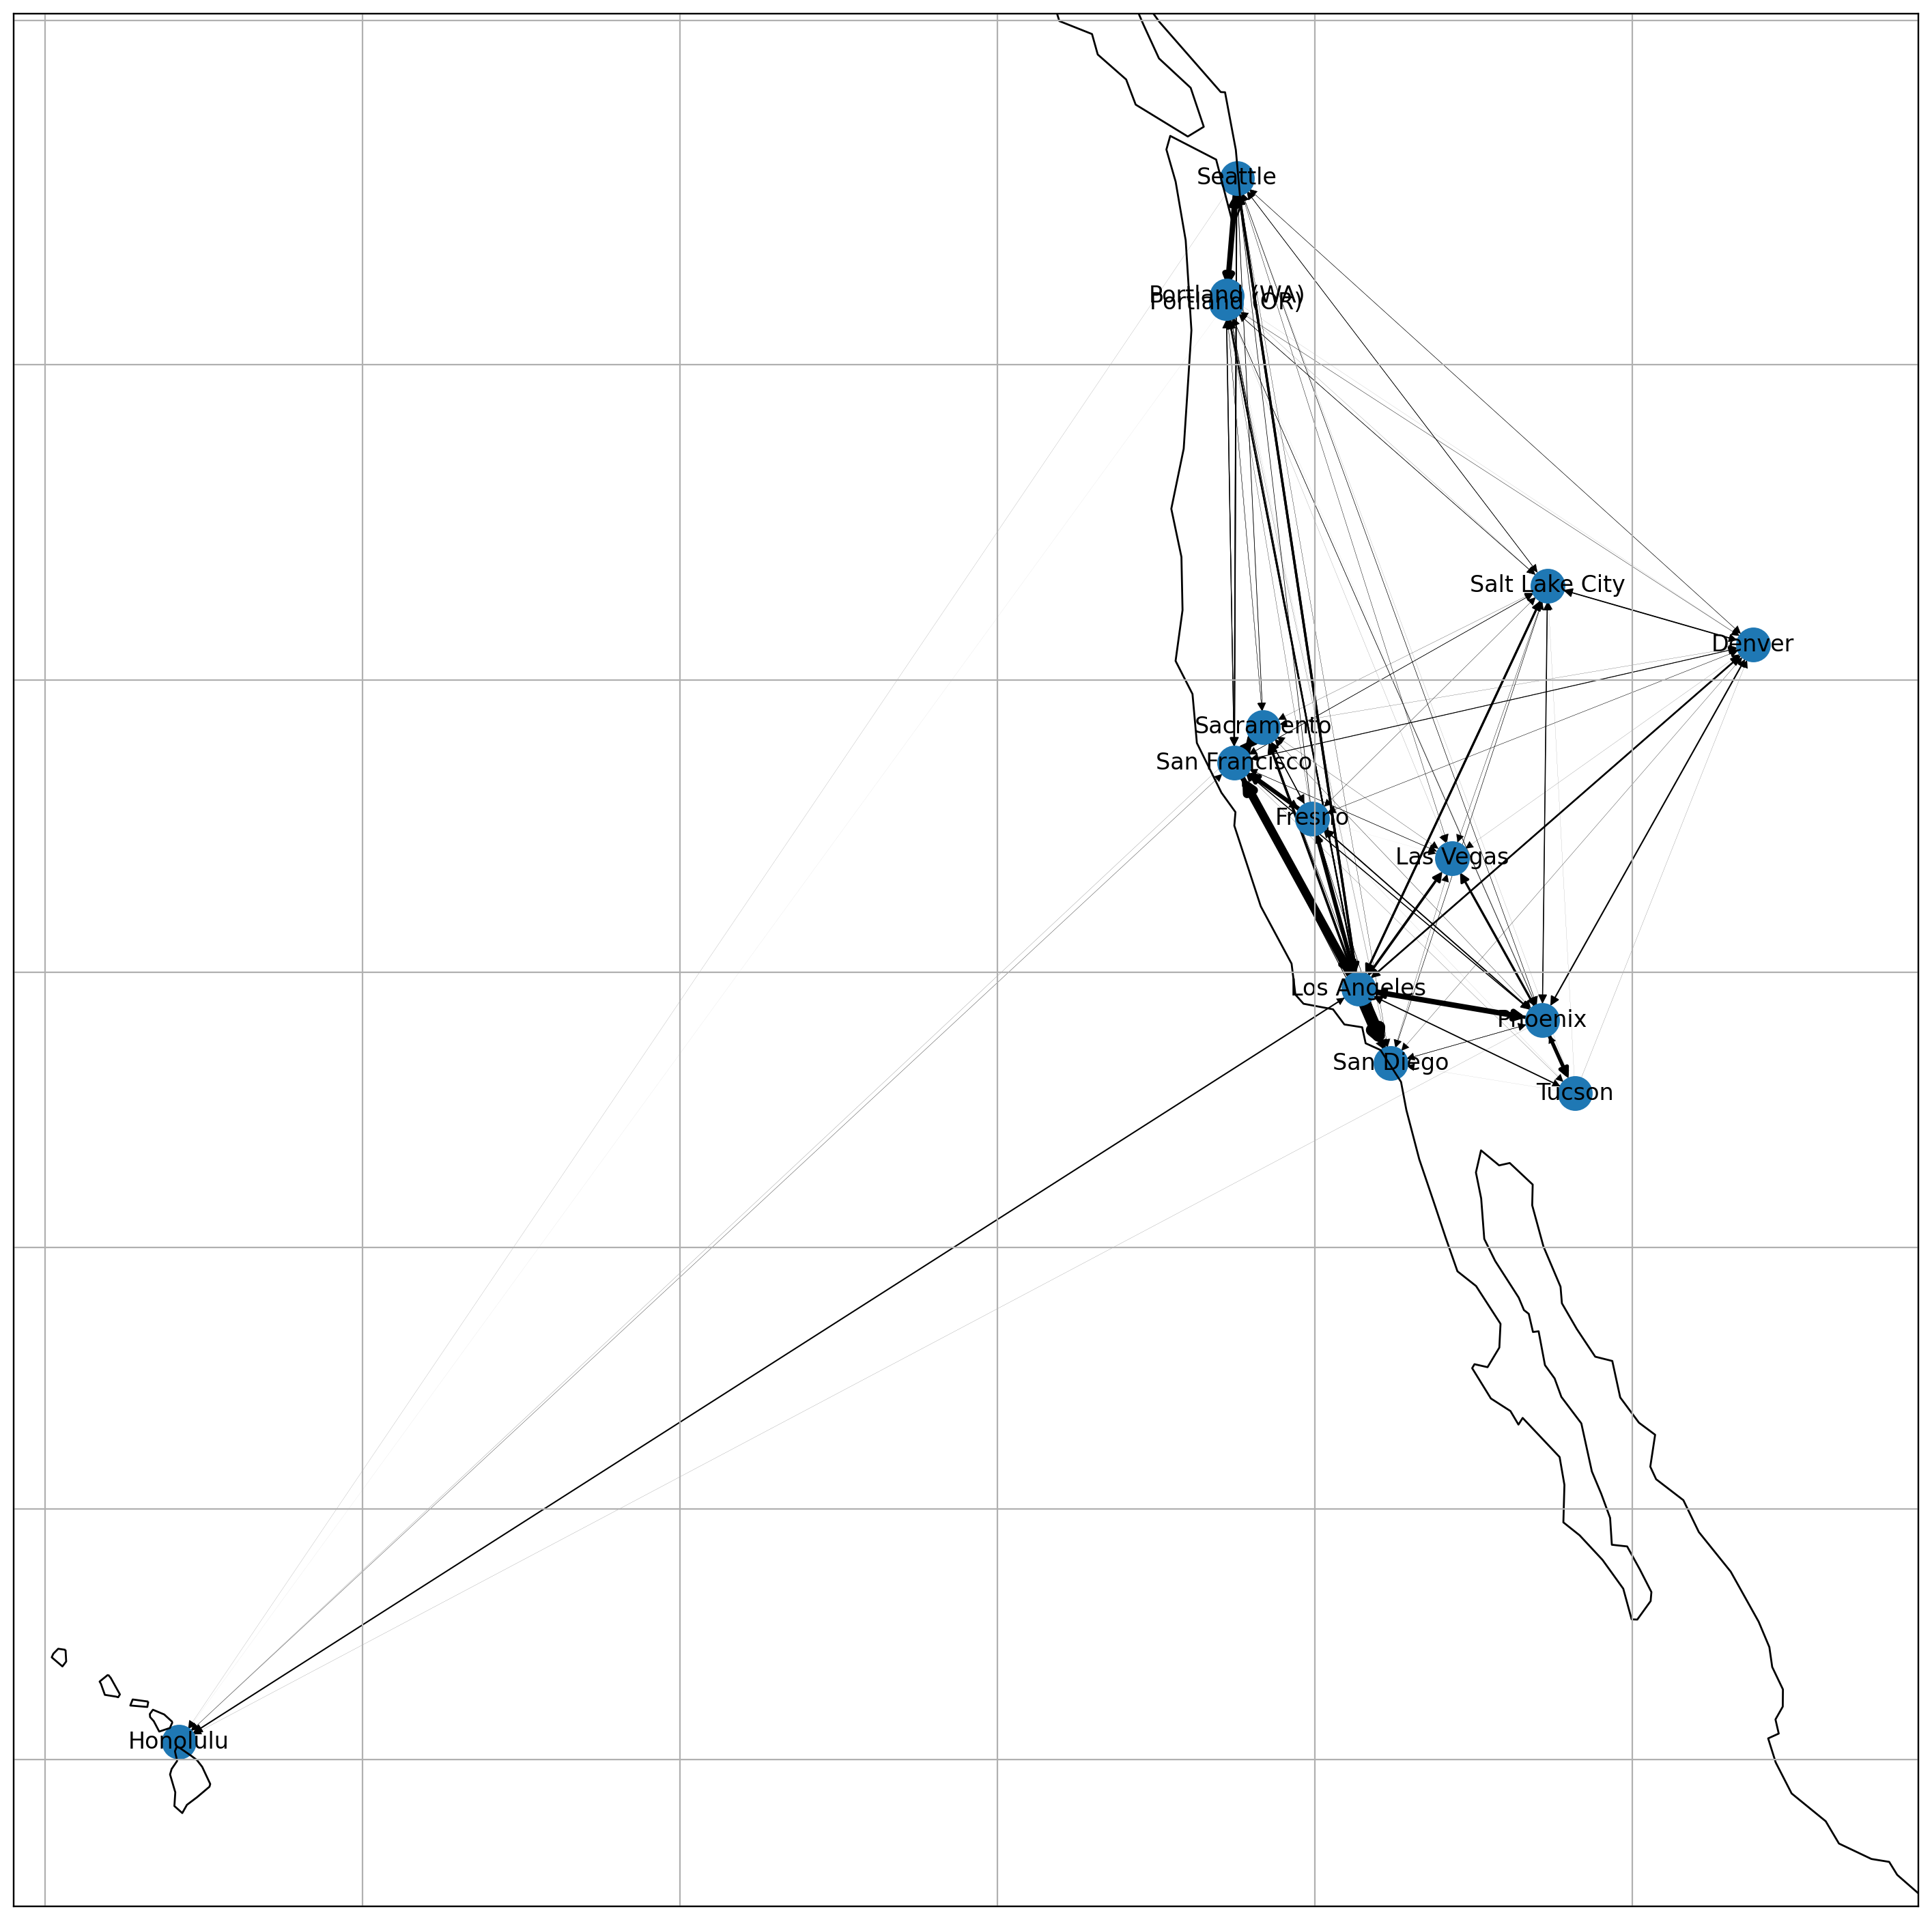 Seattle
Portland (WA)
Portland (OR)
Salt Lake City
Denver
Sacramento
San Francisco
Fresno
Las Vegas
Los Angeles
Phoenix
San Diego
Tucson
Honolulu